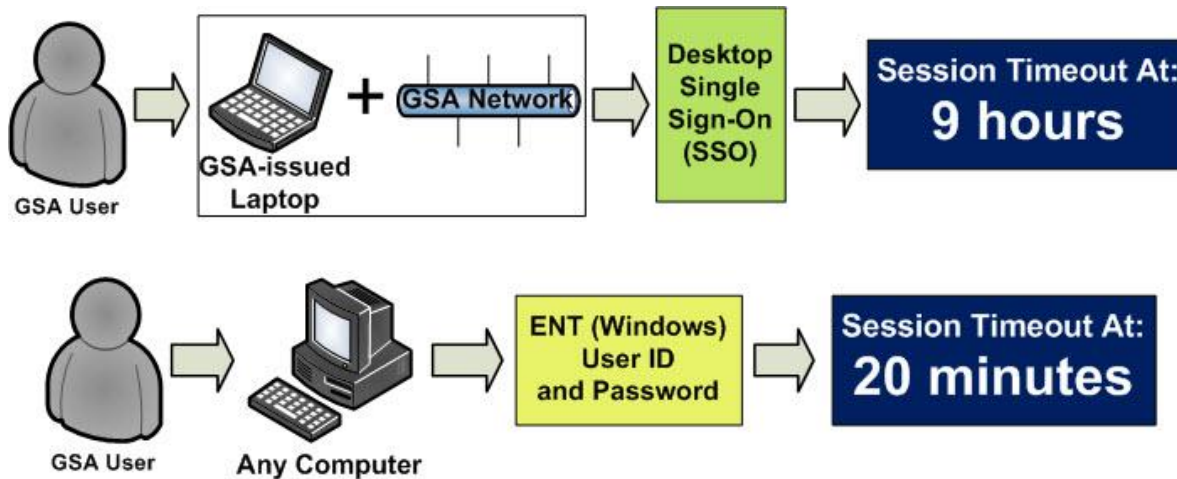 GSA User
GSA-issued
Laptop
+
GSA Network
Desktop
Single
Sign-On
(SSO)
Session Timeout At:
9 hours
GSA User
Any Computer
ENT (Windows)
User ID
and Password
Session Timeout At:
20 minutes